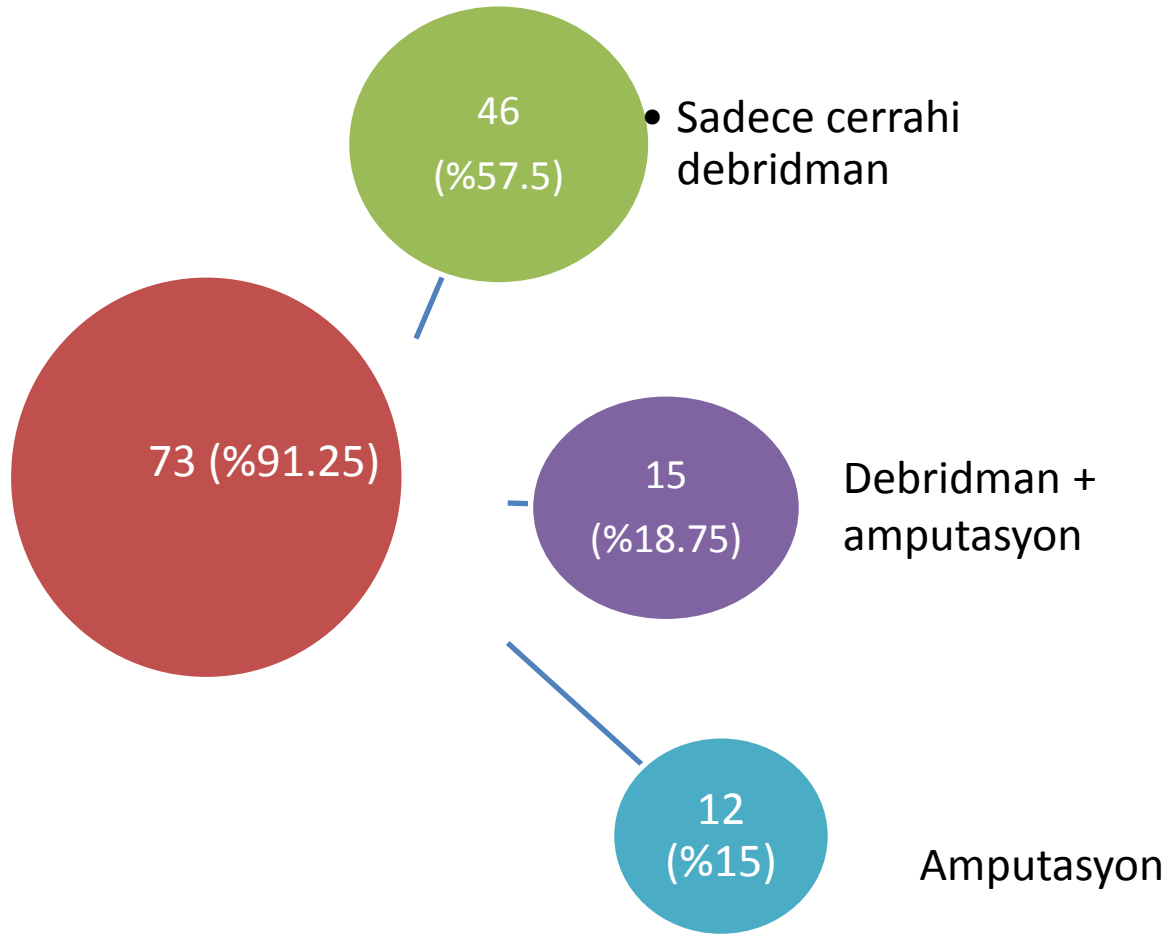 46
(%57.5)
• Sadece cerrahi
debridman
73 (%91.25)
15
(%18.75)
Debridman +
amputasyon
12
(%15)
Amputasyon